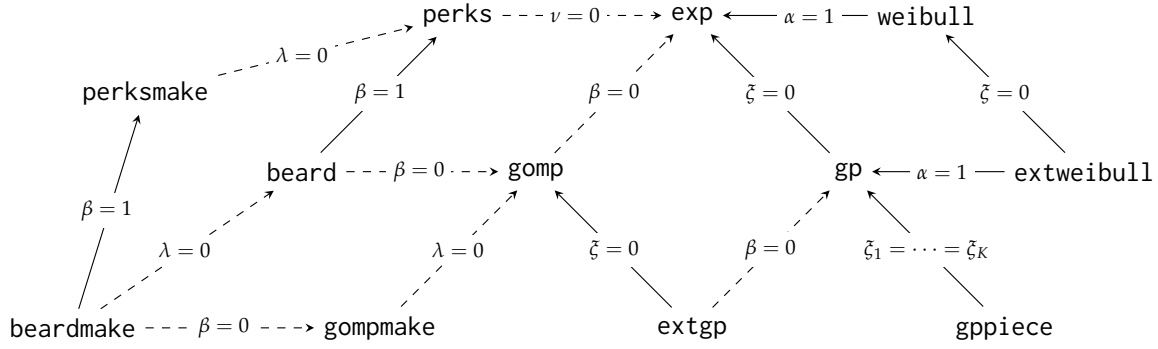 perks ν = 0 exp α = 1 weibull
λ = 0
perksmake β = 1 β = 0 ξ = 0 ξ = 0
beard β = 0 gomp gp α = 1 extweibull
β = 1
λ = 0 λ = 0 ξ = 0 β = 0 ξ1 = · · · = ξK
beardmake β = 0 gompmake extgp gppiece